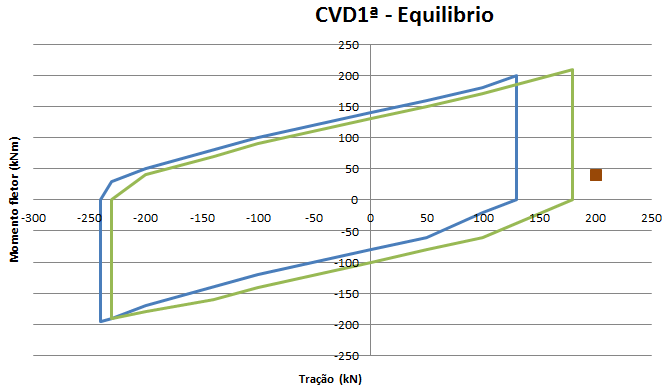 CVD1ª - Equilibrio
Momento fletor (kNm)
250
200
150
100
50
0
-50
-100
-150
-200
-250
-300 -250 -200 -150 -100 -50 0 50 100 150 200 250
Tração (kN)